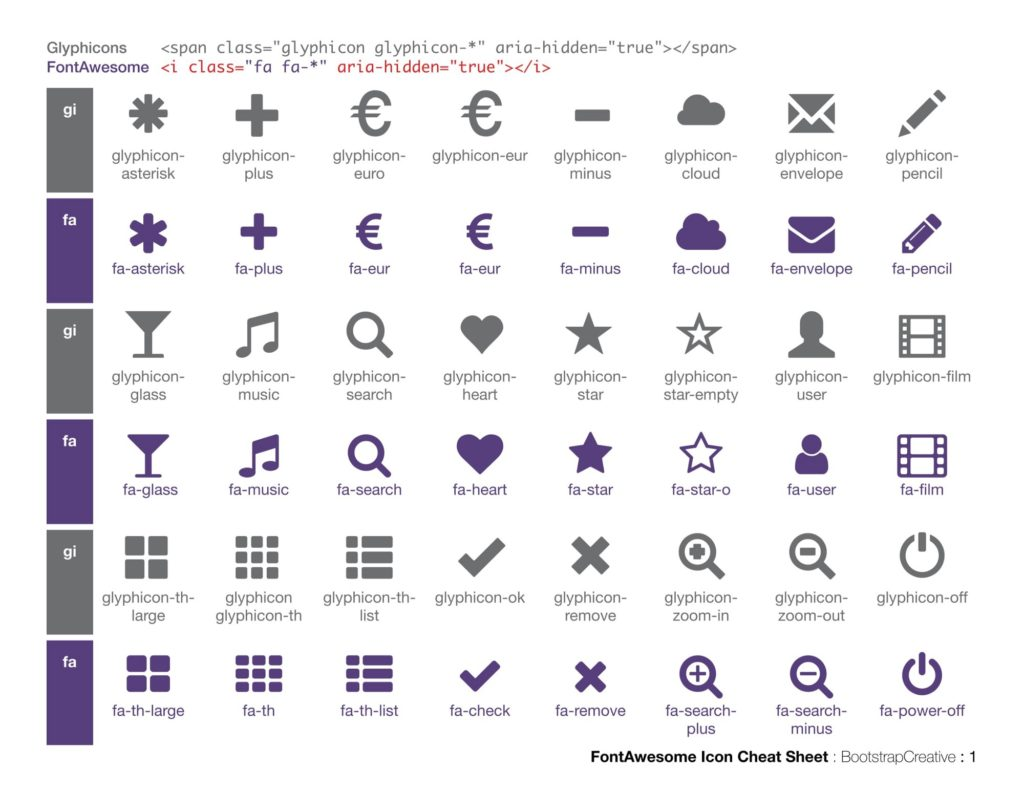 Glyphicons <span class="glyphicon glyphicon-*" aria-hidden="true"></span>
FontAwesome <i class="fa fa-*" aria-hidden="true"></i>
gi
glyphicon-asterisk
glyphicon-plus
glyphicon-euro
glyphicon-eur
glyphicon-minus
glyphicon-cloud
glyphicon-envelope
glyphicon-pencil
fa
fa-asterisk
fa-plus
fa-eur
fa-eur
fa-minus
fa-cloud
fa-envelope
fa-pencil
gi
glyphicon-glass
glyphicon-music
glyphicon-search
glyphicon-heart
glyphicon-star
glyphicon-star-empty
glyphicon-user
glyphicon-film
fa
fa-glass
fa-music
fa-search
fa-heart
fa-star
fa-star-o
fa-user
fa-film
gi
glyphicon-th-large
glyphicon glyphicon-th
glyphicon-th-list
glyphicon-ok
glyphicon-remove
glyphicon-zoom-in
glyphicon-zoom-out
glyphicon-off
fa
fa-th-large
fa-th
fa-th-list
fa-check
fa-remove
fa-search-plus
fa-search-minus
fa-power-off
FontAwesome Icon Cheat Sheet : BootstrapCreative : 1